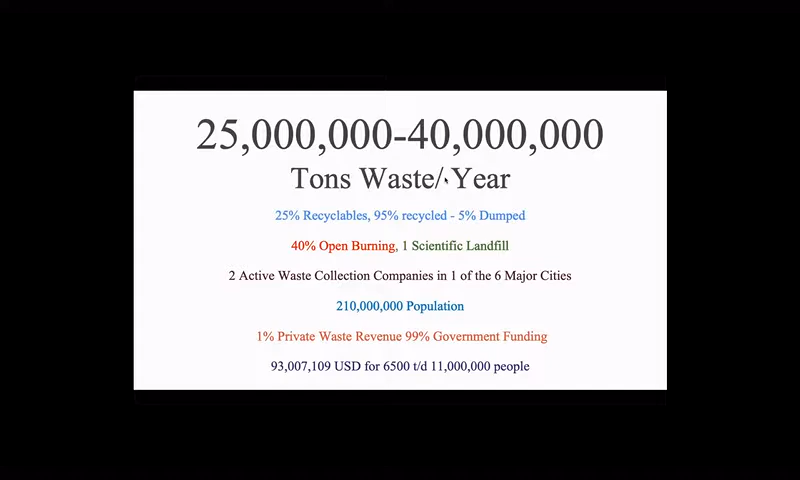 25,000,000-40,000,000
Tons Waste/Year
25% Recyclables, 95% recycled - 5% Dumped
40% Open Burning, 1 Scientific Landfill
2 Active Waste Collection Companies in 1 of the 6 Major Cities
210,000,000 Population
1% Private Waste Revenue 99% Government Funding
93,007,109 USD for 6500 t/d 11,000,000 people